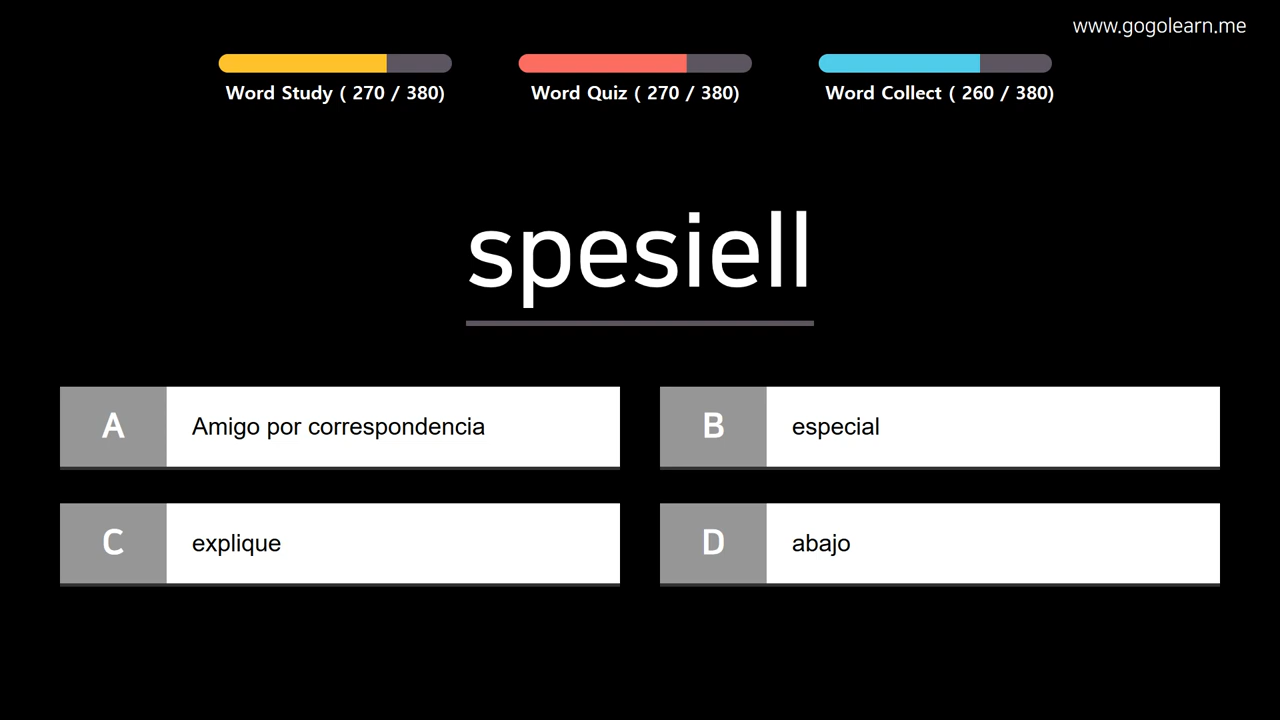 www.gogolearn.me
Word Study ( 270 / 380)
Word Quiz ( 270 / 380)
Word Collect ( 260 / 380)
spesiell
A Amigo por correspondencia
B especial
C explique
D abajo